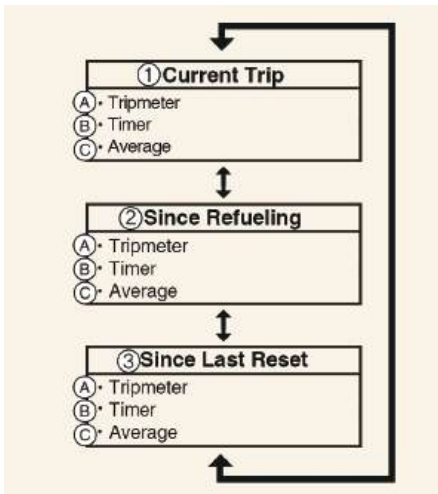 ①Current Trip
Ⓐ• Tripmeter
Ⓑ• Timer
Ⓒ• Average
②Since Refueling
Ⓐ• Tripmeter
Ⓑ• Timer
Ⓒ• Average
③Since Last Reset
Ⓐ• Tripmeter
Ⓑ• Timer
Ⓒ• Average